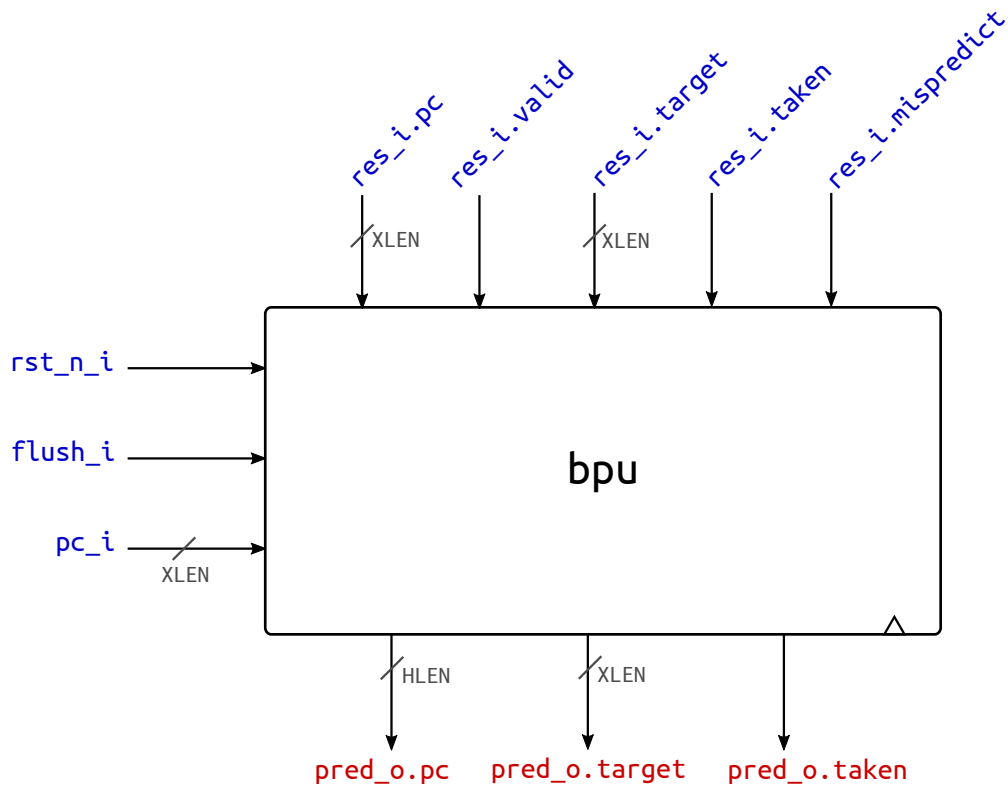 res_i.pc
res_i.valid
res_i.target
res_i.taken
res_i.mispredict
XLEN
XLEN
rst_n_i
flush_i
bpu
pc_i
XLEN
HLEN
XLEN
pred_o.pc
pred_o.target
pred_o.taken